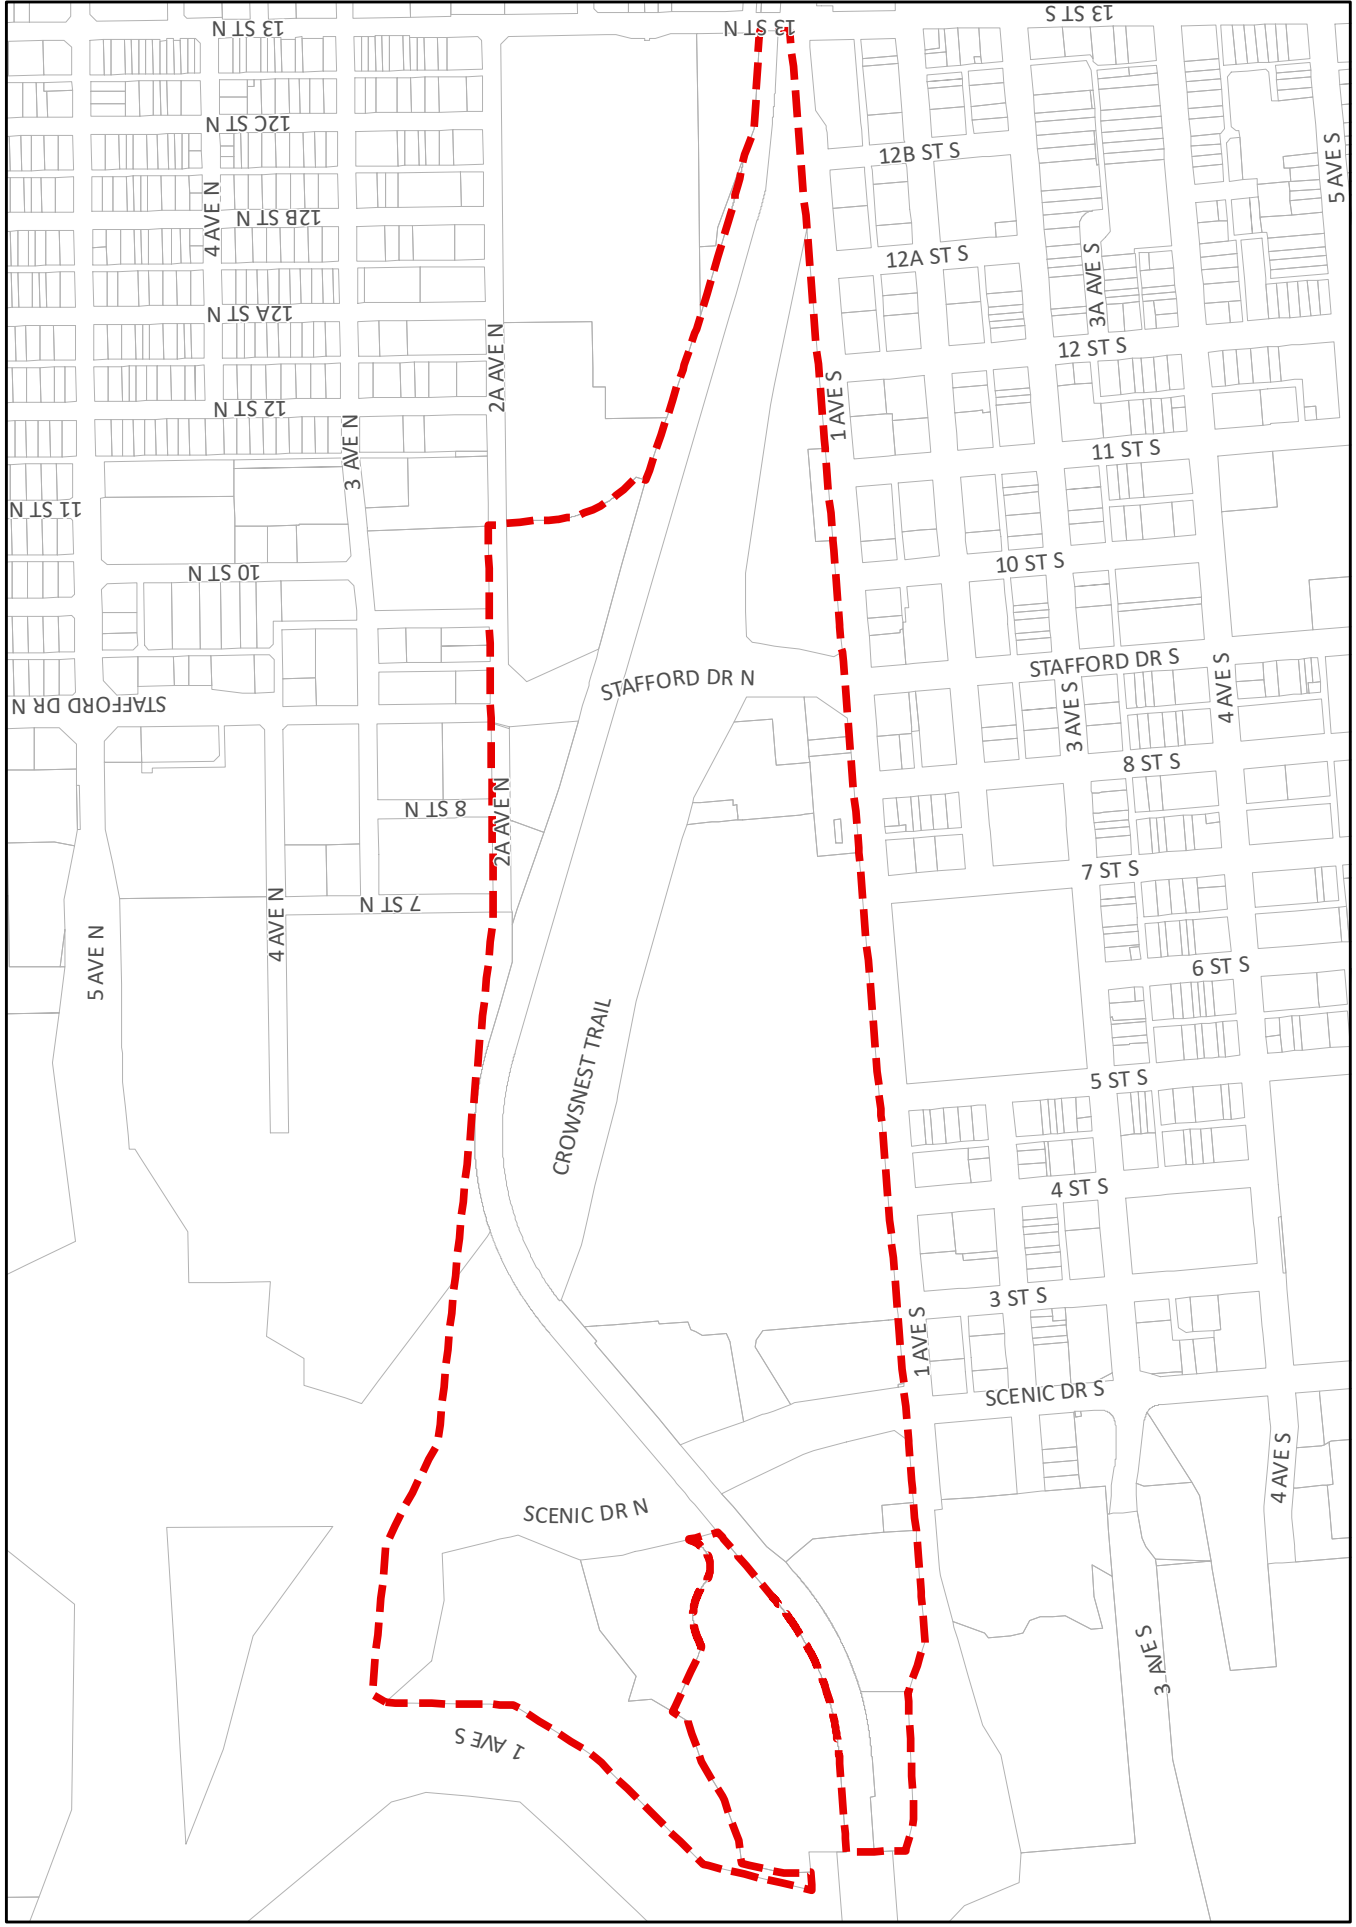 13 ST N
13 ST N
13 ST S
12C ST N
12B ST S
5 AVE S
4 AVE N
12B ST N
12A ST S
3A AVE S
12A ST N
2A AVE N
12 ST S
1 AVE S
12 ST N
3 AVE N
11 ST S
11 ST N
10 ST S
10 ST N
STAFFORD DR S
STAFFORD DR N
4 AVE S
STAFFORD DR N
3 AVE S
8 ST S
8 ST N
2A AVE N
7 ST S
7 ST N
4 AVE N
5 AVE N
6 ST S
CROWSNEST TRAIL
5 ST S
4 ST S
3 ST S
1 AVE S
SCENIC DR S
4 AVE S
SCENIC DR N
3 AVE S
1 AVE S